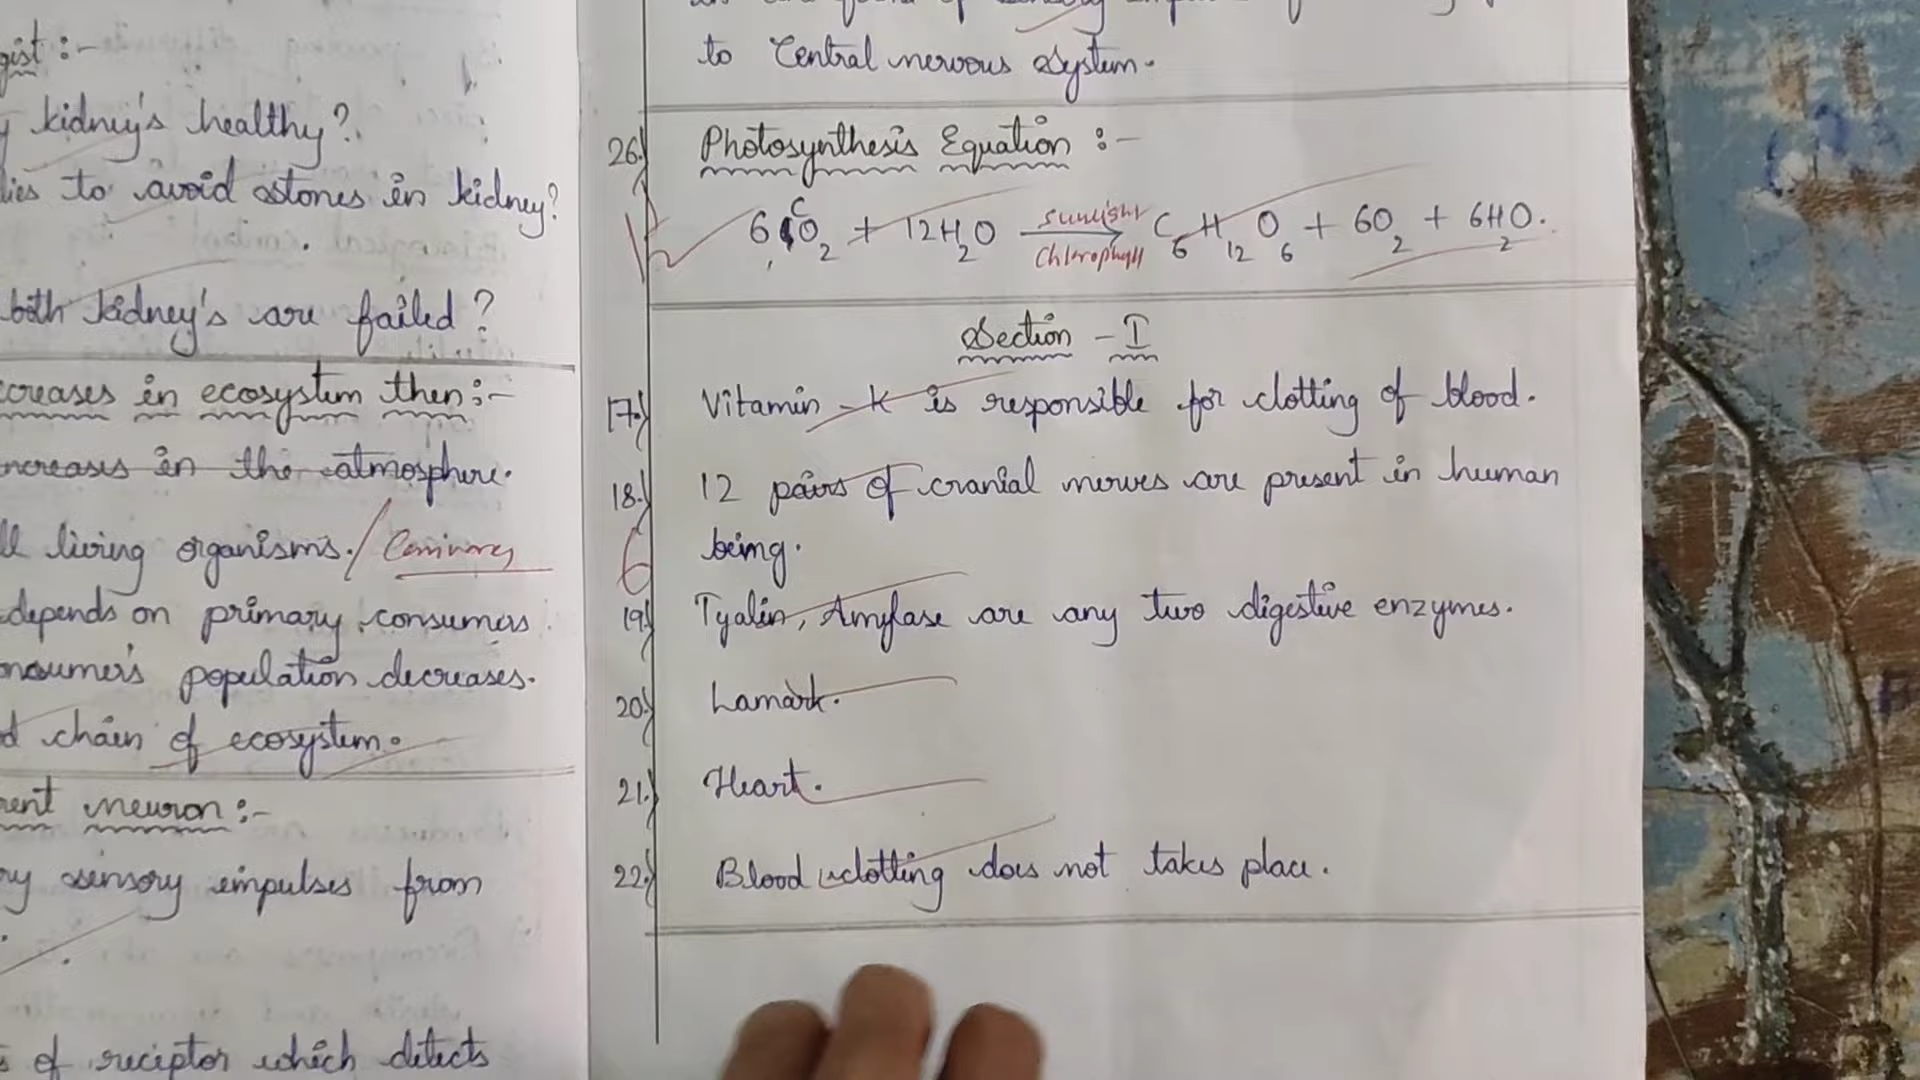 gist :-
kidney's healthy?
to avoid stones in kidney?
both kidney's are failed?
creases in ecosystem then :-
ncreases in the atmosphere.
ll living organisms. /
depends on primary consumers
nsumer's population decreases.
d chain of ecosystem.
rent neuron :-
ry sensory impulses from
of receptor which detects
to Central nervous System.
26.) Photosynthesis Equation :-
6CO2 + 12H2O sunlight Chlorophyll C6H12O6 + 6O2 + 6H2O.
Section - I
17.) Vitamin - K is responsible for clotting of blood.
18.) 12 pairs of cranial nerves are present in human
6 being.
19.) Tyalin, Amylase are any two digestive enzymes.
20.) Lamark.
21.) Heart.
22.) Blood clotting does not takes place.